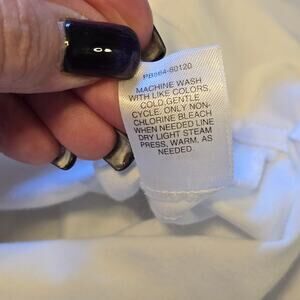 PB864-80120
MACHINE WASH
WITH LIKE COLORS,
COLD,GENTLE
CYCLE, ONLY NON-
CHLORINE BLEACH
WHEN NEEDED LINE
DRY LIGHT STEAM
PRESS, WARM, AS
NEEDED